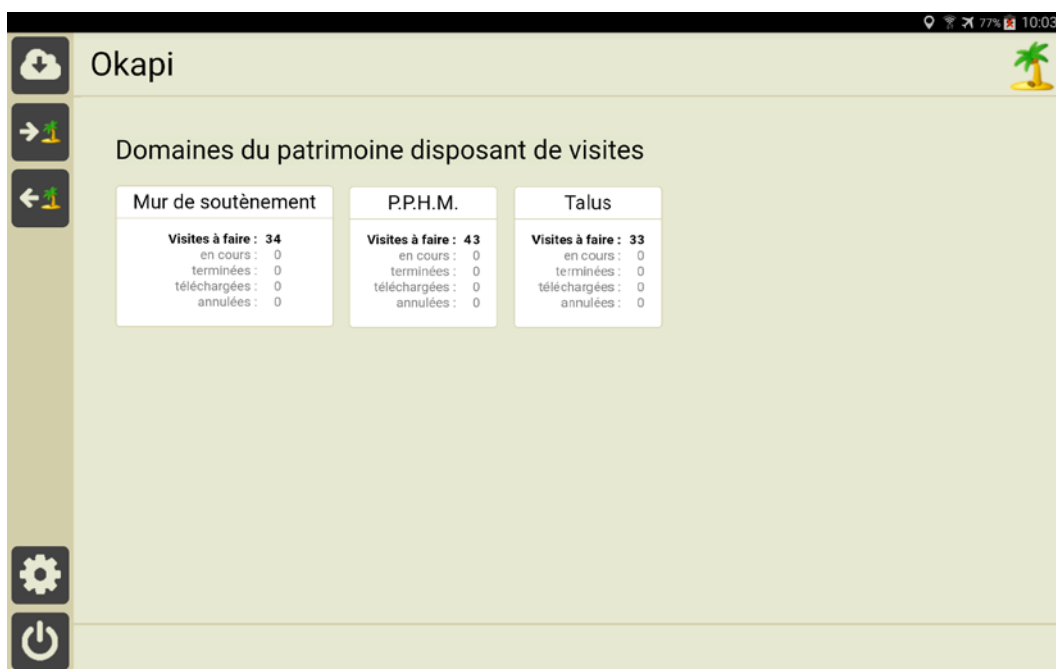 77% 10:03
Okapi
Domaines du patrimoine disposant de visites
Mur de soutènement
Visites à faire : 34
en cours : 0
terminées : 0
téléchargées : 0
annulées : 0
P.P.H.M.
Visites à faire : 43
en cours : 0
terminées : 0
téléchargées : 0
annulées : 0
Talus
Visites à faire : 33
en cours : 0
terminées : 0
téléchargées : 0
annulées : 0